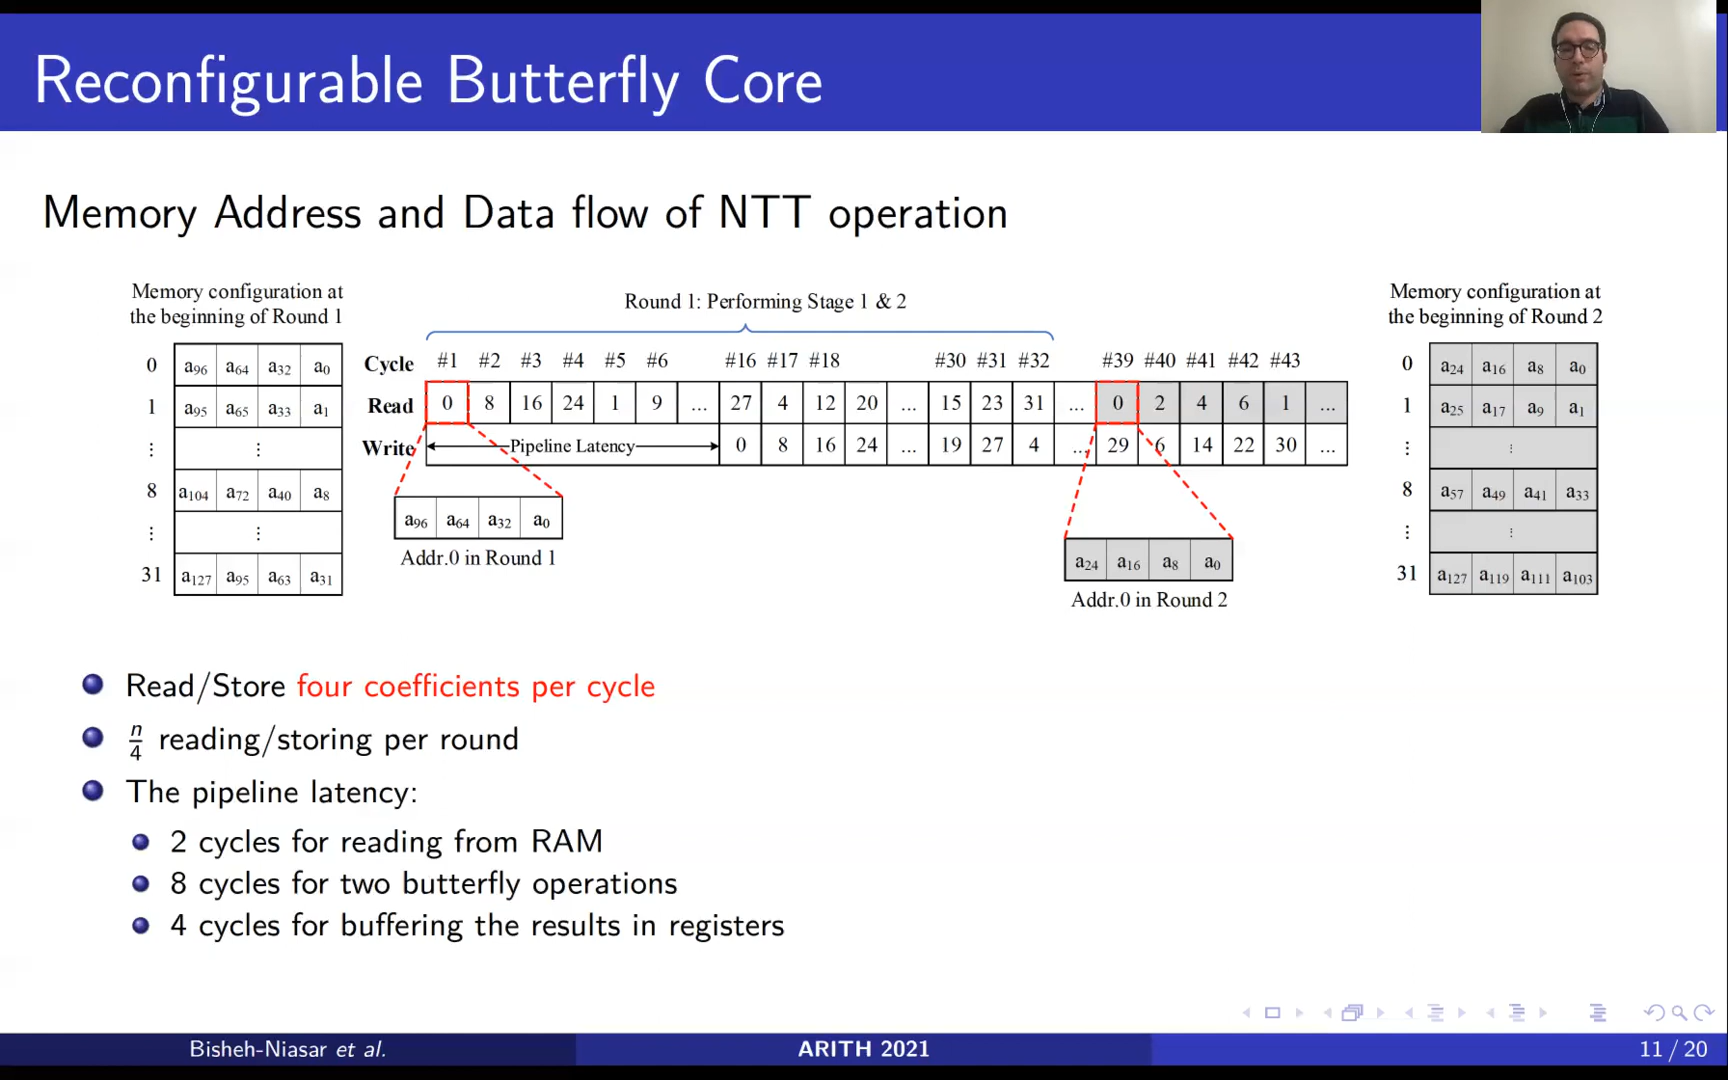 Reconfigurable Butterfly Core
Memory Address and Data flow of NTT operation
Memory configuration at
the beginning of Round 1
0 a96 a64 a32 a0
1 a95 a65 a33 a1
⋮ ⋮
8 a104 a72 a40 a8
⋮ ⋮
31 a127 a95 a63 a31
Round 1: Performing Stage 1 & 2
Cycle #1 #2 #3 #4 #5 #6 #16 #17 #18 #30 #31 #32 #39 #40 #41 #42 #43
Read 0 8 16 24 1 9 ... 27 4 12 20 ... 15 23 31 ... 0 2 4 6 1 ...
Write Pipeline Latency 0 8 16 24 ... 19 27 4 ... 29 6 14 22 30 ...
a96 a64 a32 a0
Addr.0 in Round 1
a24 a16 a8 a0
Addr.0 in Round 2
Memory configuration at
the beginning of Round 2
0 a24 a16 a8 a0
1 a25 a17 a9 a1
⋮ ⋮
8 a57 a49 a41 a33
⋮ ⋮
31 a127 a119 a111 a103
Read/Store four coefficients per cycle
n/4 reading/storing per round
The pipeline latency:
2 cycles for reading from RAM
8 cycles for two butterfly operations
4 cycles for buffering the results in registers
Bisheh-Niasar et al. ARITH 2021 11 / 20